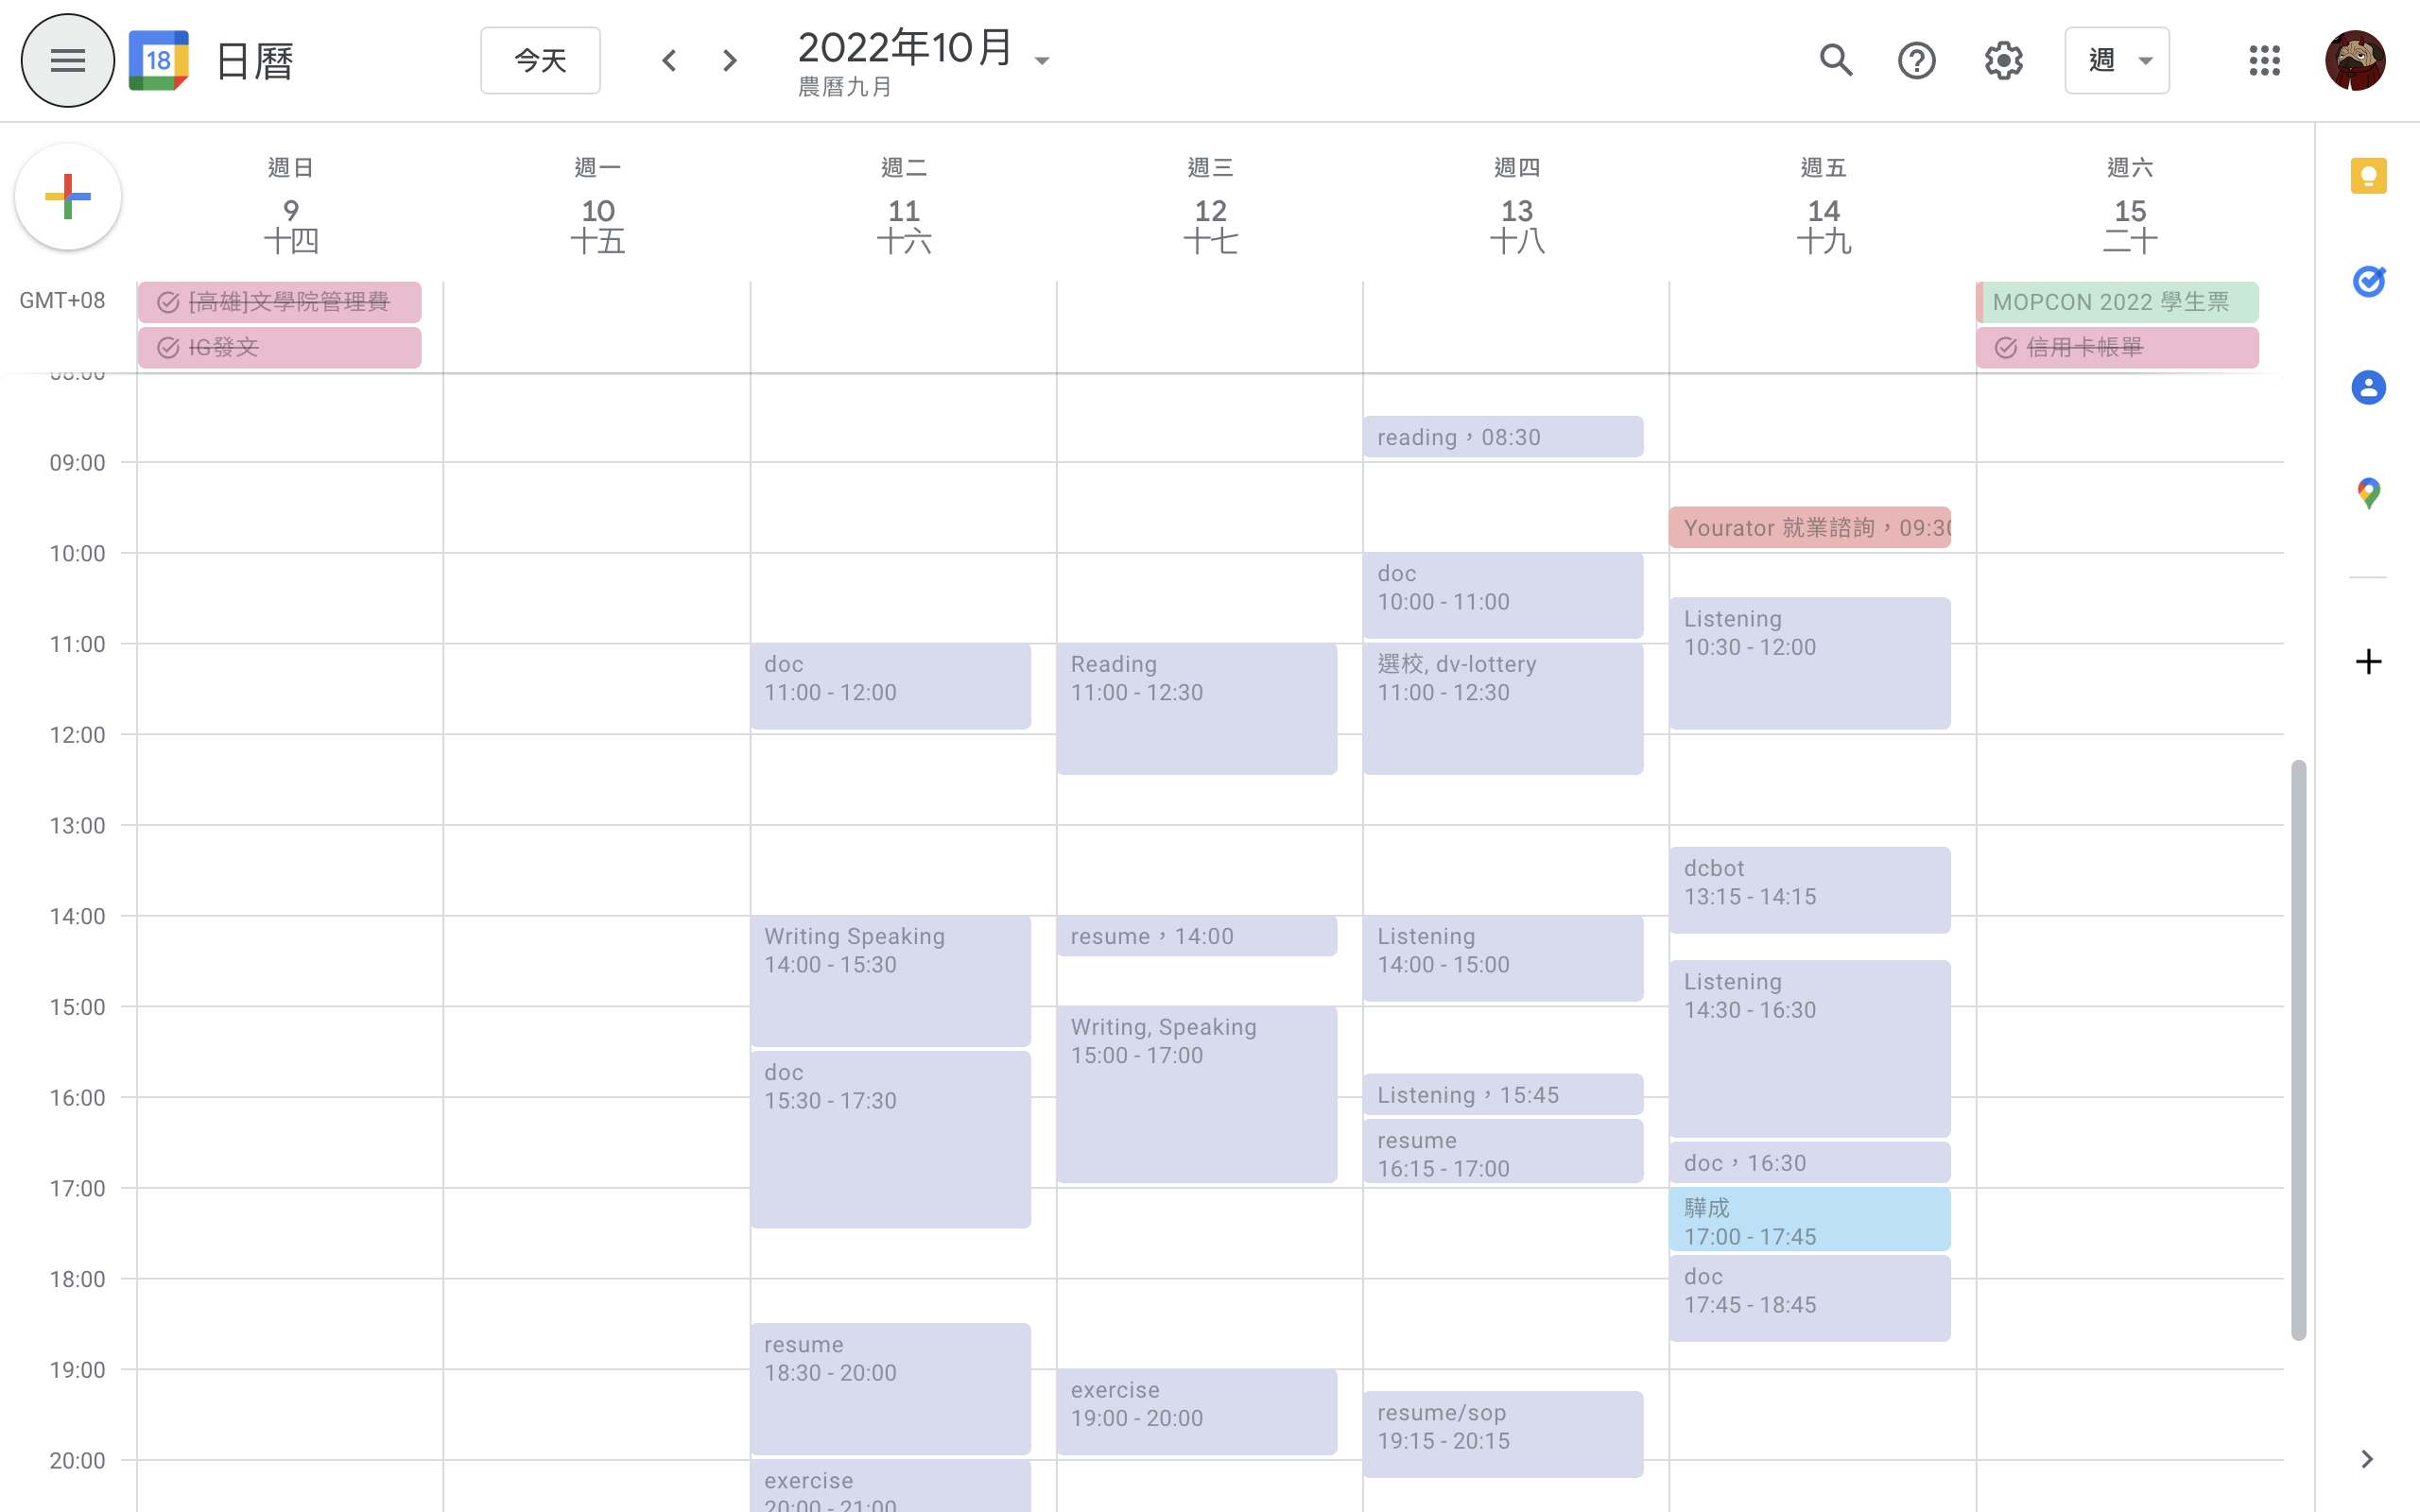 18 日曆 今天 2022年10月 週
農曆九月
週日 週一 週二 週三 週四 週五 週六
9 10 11 12 13 14 15
十四 十五 十六 十七 十八 十九 二十
GMT+08
[高雄]文學院管理費
IG發文
MOPCON 2022 學生票
信用卡帳單
08:00
09:00
10:00
11:00
12:00
13:00
14:00
15:00
16:00
17:00
18:00
19:00
20:00
doc
11:00 - 12:00
Writing Speaking
14:00 - 15:30
doc
15:30 - 17:30
resume
18:30 - 20:00
exercise
20:00 - 21:00
Reading
11:00 - 12:30
resume，14:00
Writing, Speaking
15:00 - 17:00
exercise
19:00 - 20:00
reading，08:30
doc
10:00 - 11:00
選校, dv-lottery
11:00 - 12:30
Listening
14:00 - 15:00
Listening，15:45
resume
16:15 - 17:00
resume/sop
19:15 - 20:15
Yourator 就業諮詢，09:30
Listening
10:30 - 12:00
dcbot
13:15 - 14:15
Listening
14:30 - 16:30
doc，16:30
驊成
17:00 - 17:45
doc
17:45 - 18:45